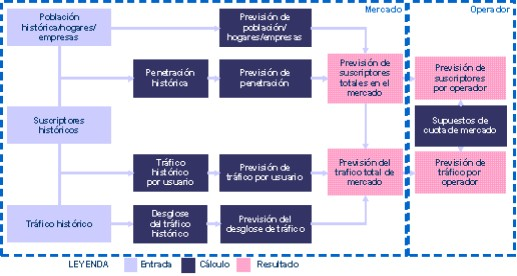 Mercado
Operador
Población
histórica/hogares/
empresas
Previsión de
población/
hogares/empresas
Penetración
histórica
Previsión de
penetración
Previsión de
suscriptores
totales en el
mercado
Previsión de
suscriptores
por operador
Suscriptores
históricos
Supuestos de
cuota de mercado
Tráfico
histórico
por usuario
Previsión de
tráfico por usuario
Previsión del
trafico total de
mercado
Previsión de
tráfico por
operador
Tráfico histórico
Desglose
del tráfico
histórico
Previsión del
desglose de tráfico
LEYENDA
Entrada
Cálculo
Resultado